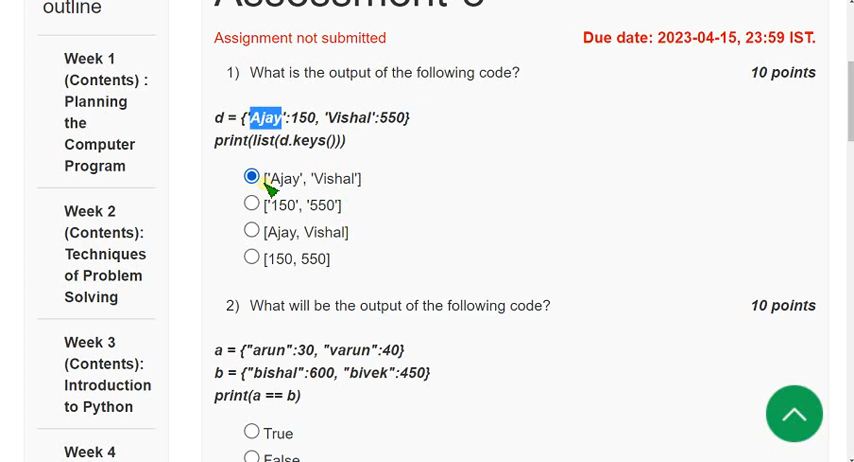 outline
Week 1
(Contents) :
Planning
the
Computer
Program
Week 2
(Contents):
Techniques
of Problem
Solving
Week 3
(Contents):
Introduction
to Python
Week 4
Assignment not submitted
Due date: 2023-04-15, 23:59 IST.
1) What is the output of the following code?
10 points
d = {'Ajay':150, 'Vishal':550}
print(list(d.keys()))
['Ajay', 'Vishal']
['150', '550']
[Ajay, Vishal]
[150, 550]
2) What will be the output of the following code?
10 points
a = {"arun":30, "varun":40}
b = {"bishal":600, "bivek":450}
print(a == b)
True
False